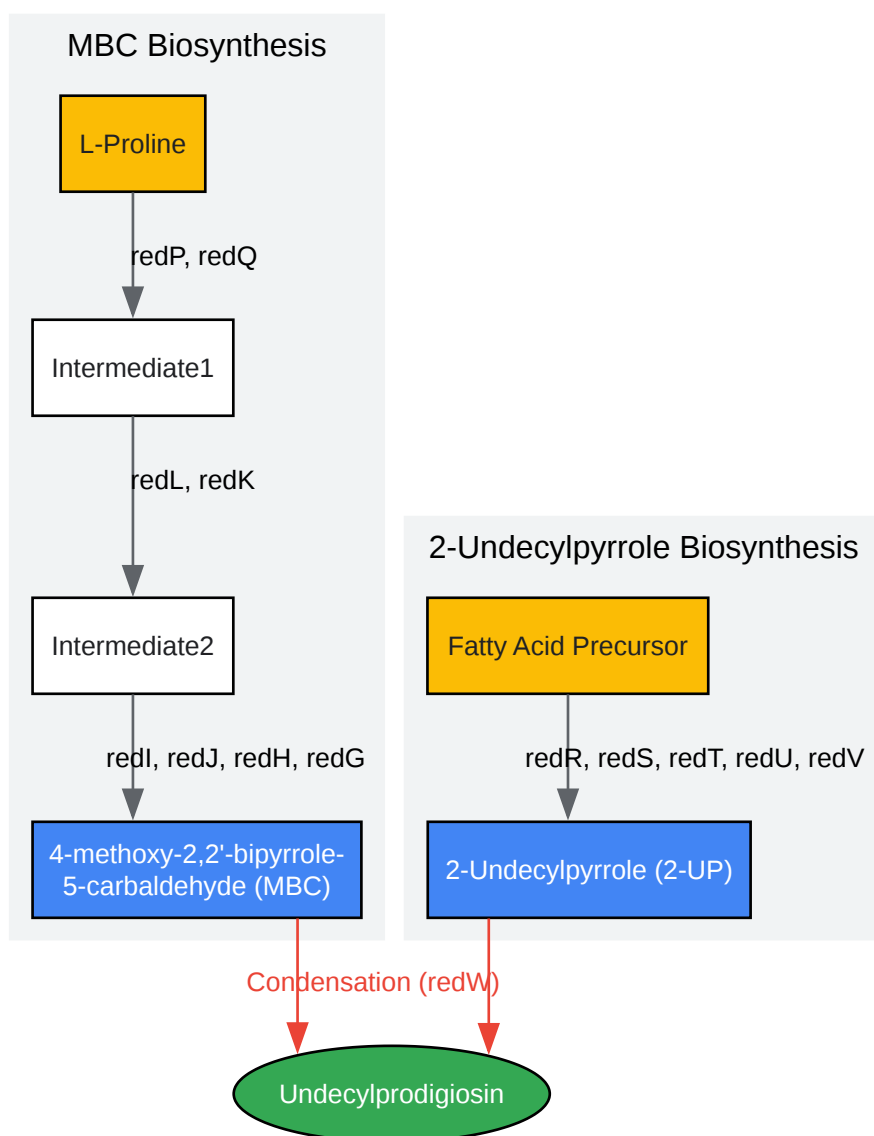 MBC Biosynthesis
L-Proline
redP, redQ
Intermediate1
redL, redK
Intermediate2
redI, redJ, redH, redG
4-methoxy-2,2'-bipyrrole-
5-carbaldehyde (MBC)
2-Undecylpyrrole Biosynthesis
Fatty Acid Precursor
redR, redS, redT, redU, redV
2-Undecylpyrrole (2-UP)
Condensation (redW)
Undecylprodigiosin